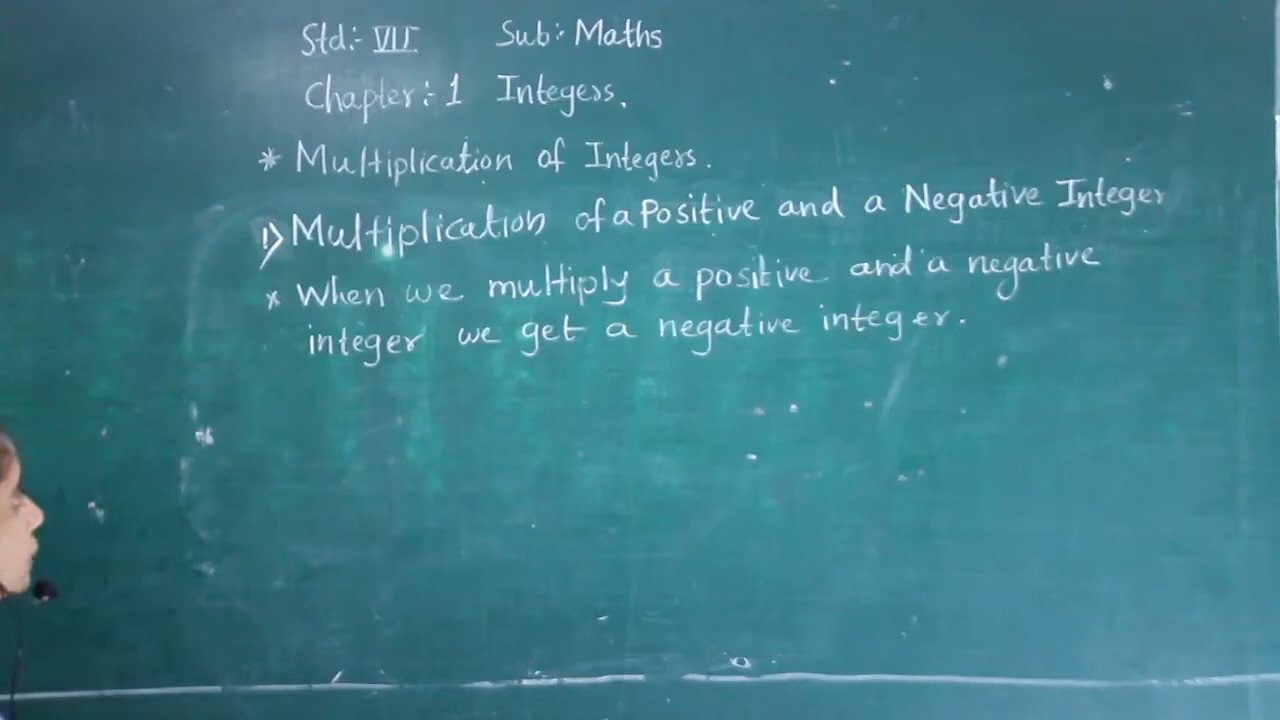 Std:- VII Sub:- Maths
Chapter:- 1 Integers.
* Multiplication of Integers.
1) Multiplication of a Positive and a Negative Integer
* When we multiply a positive and a negative
integer we get a negative integer.